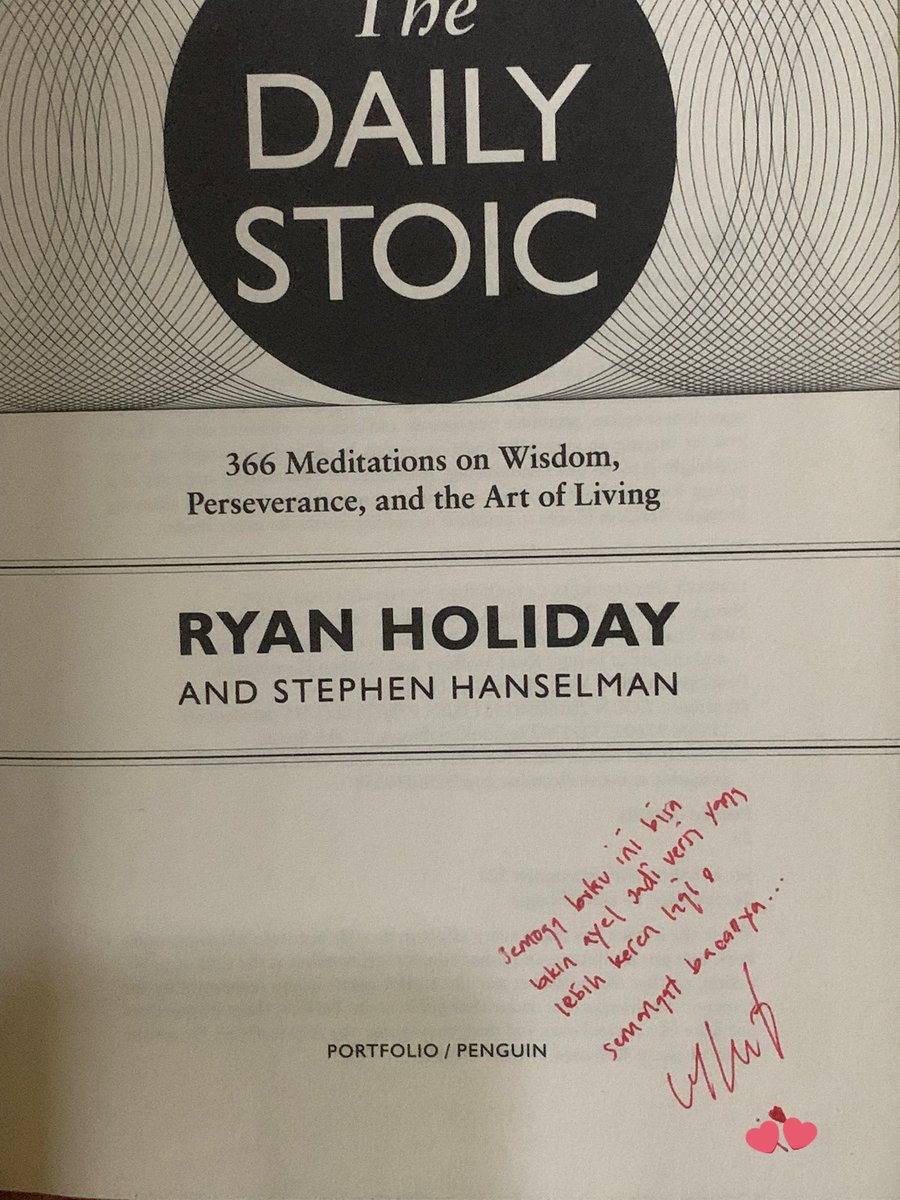 The
DAILY
STOIC
366 Meditations on Wisdom,
Perseverance, and the Art of Living
RYAN HOLIDAY
AND STEPHEN HANSELMAN
semoga buku ini bisa
bikin ayel jadi versi yang
lebih keren lagi
semangat bacanya...
PORTFOLIO / PENGUIN